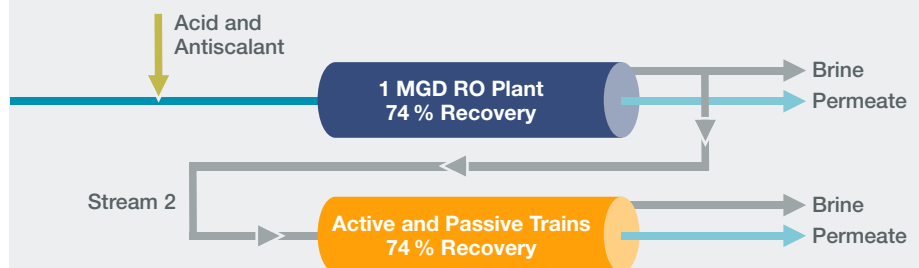 Acid and
Antiscalant
1 MGD RO Plant
74 % Recovery
Brine
Permeate
Stream 2
Active and Passive Trains
74 % Recovery
Brine
Permeate